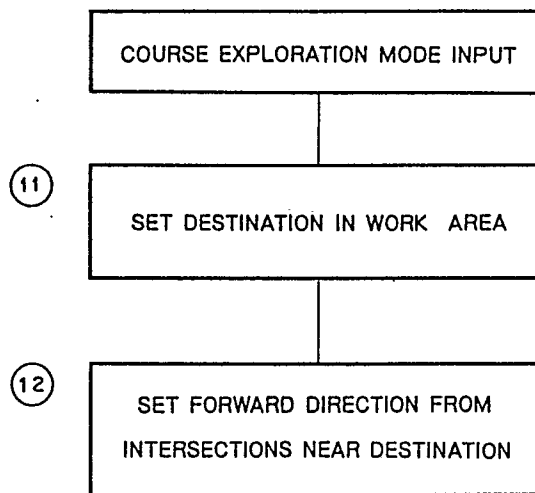 COURSE EXPLORATION MODE INPUT
11
SET DESTINATION IN WORK AREA
12
SET FORWARD DIRECTION FROM
INTERSECTIONS NEAR DESTINATION